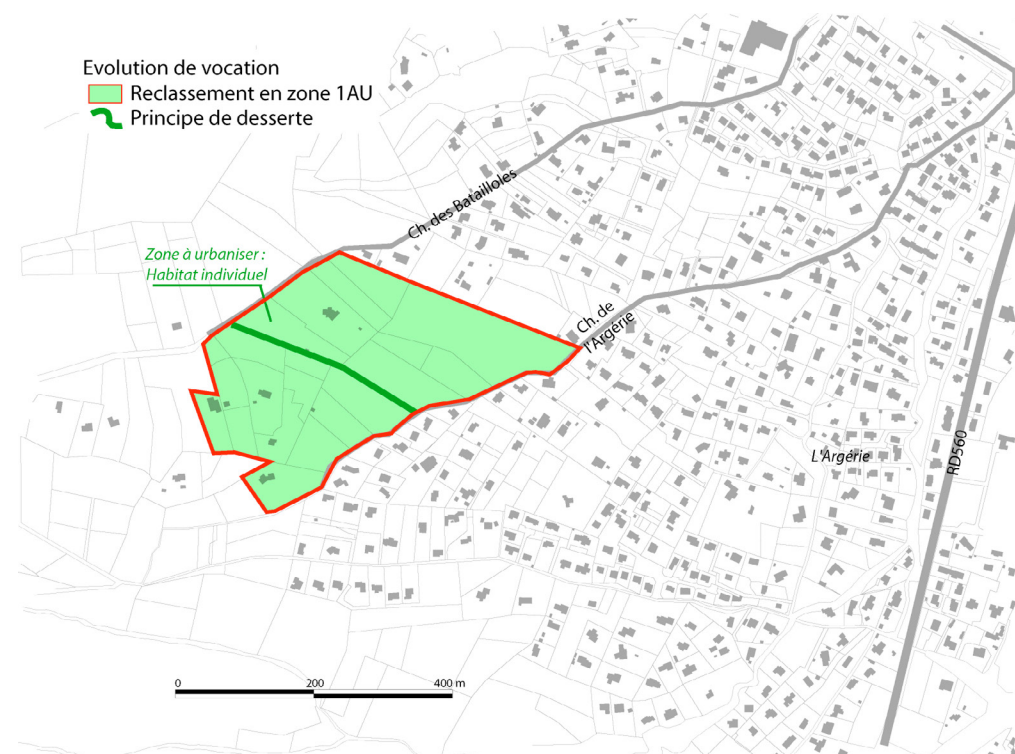 Evolution de vocation
Reclassement en zone 1AU
Principe de desserte
Ch. des Batailloles
Zone à urbaniser :
Habitat individuel
Ch. de
l'Argérie
L'Argérie
RD560
0 200 400 m